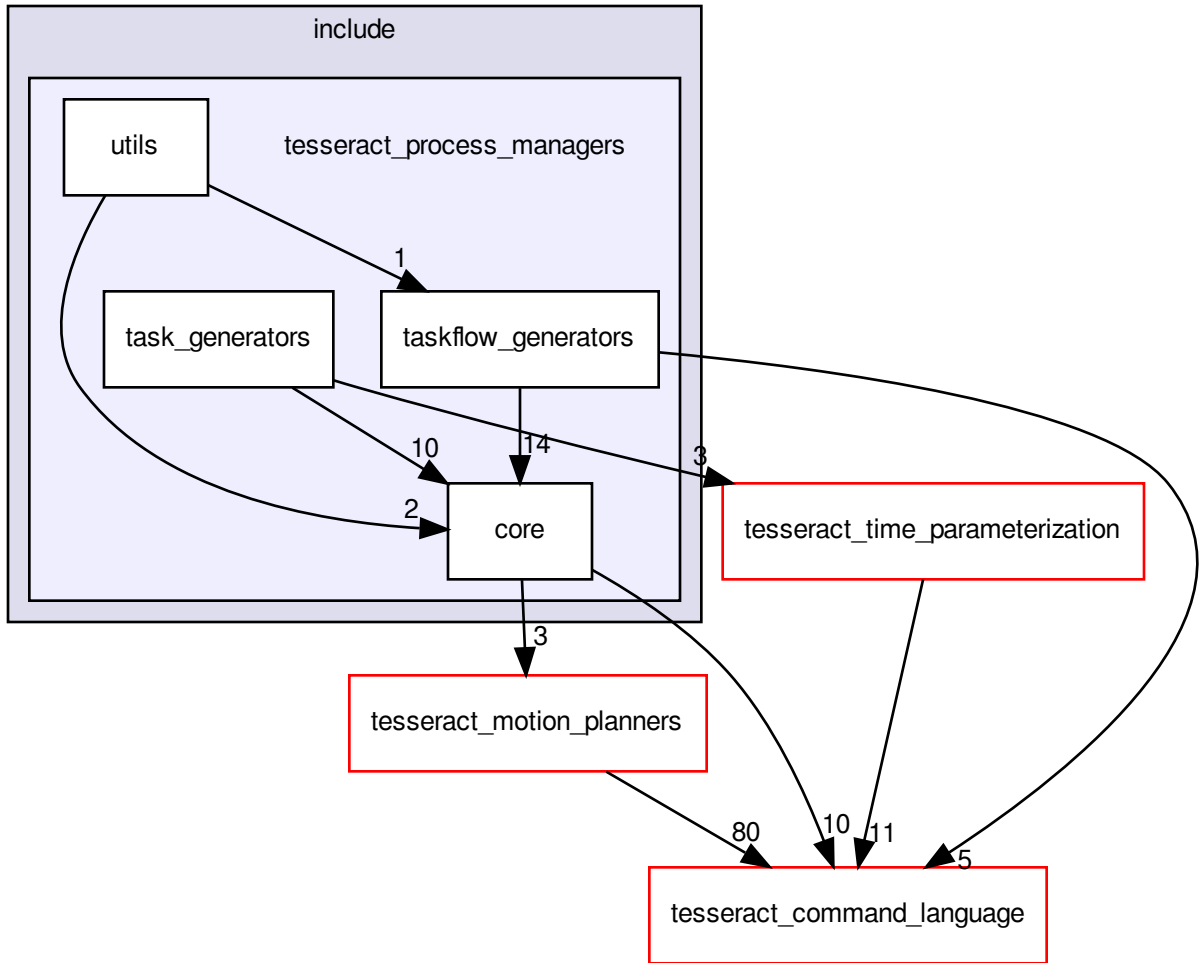 include
utils
tesseract_process_managers
1
task_generators
taskflow_generators
10
14
3
2
core
tesseract_time_parameterization
3
tesseract_motion_planners
80
10
11
5
tesseract_command_language